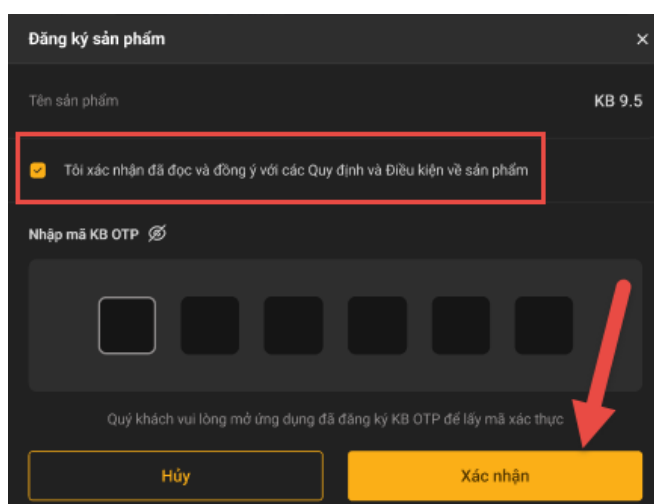 Đăng ký sản phẩm
Tên sản phẩm KB 9.5
Tôi xác nhận đã đọc và đồng ý với các Quy định và Điều kiện về sản phẩm
Nhập mã KB OTP
Quý khách vui lòng mở ứng dụng đã đăng ký KB OTP để lấy mã xác thực
Hủy Xác nhận